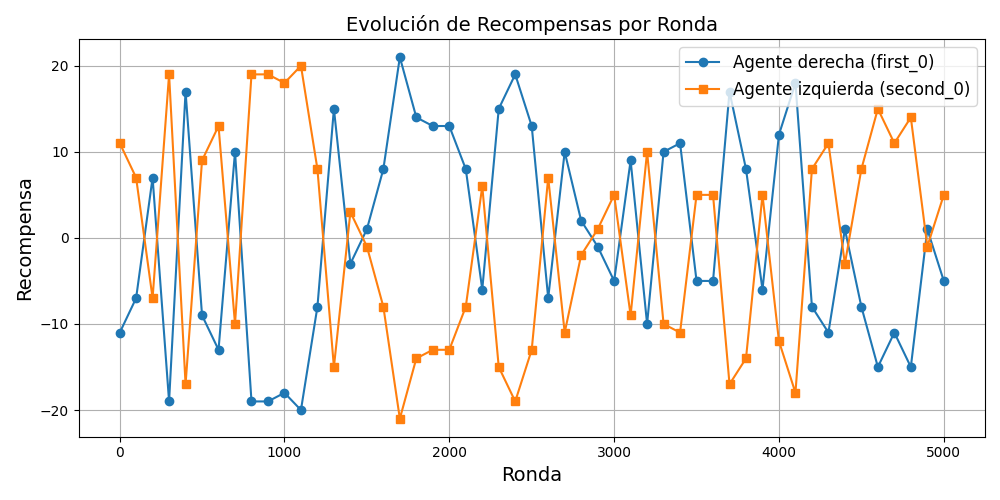 Evolución de Recompensas por Ronda
Agente derecha (first_0)
Agente izquierda (second_0)
Recompensa
20
10
0
−10
−20
0
1000
2000
3000
4000
5000
Ronda